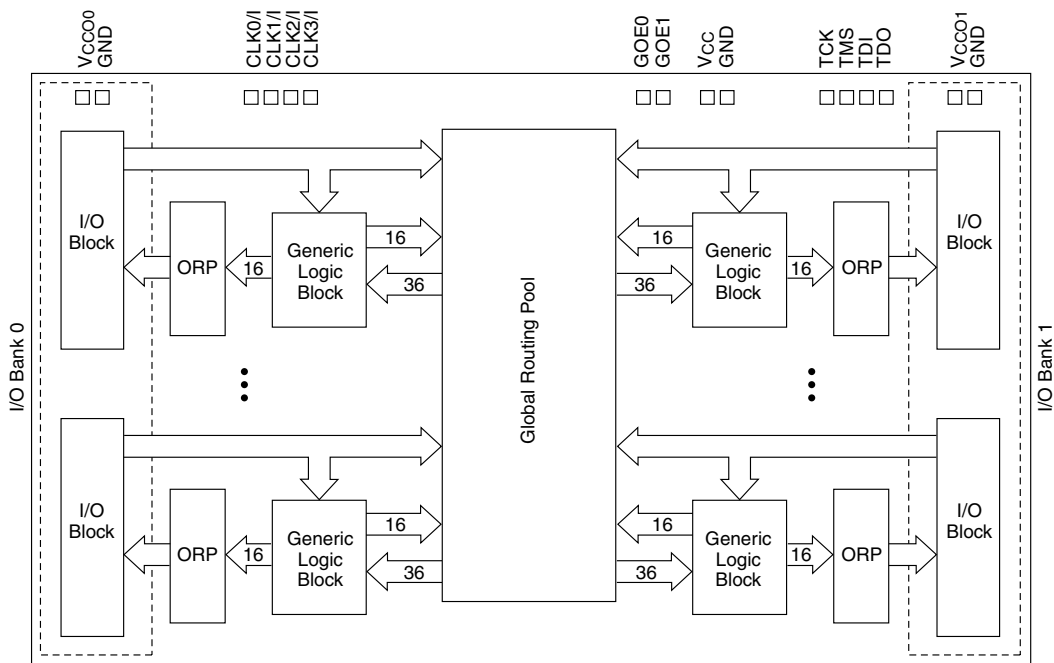 VCCO0
GND
CLK0/I
CLK1/I
CLK2/I
CLK3/I
GOE0
GOE1
VCC
GND
TCK
TMS
TDI
TDO
VCCO1
GND
I/O Bank 0
I/O
Block
ORP
16
Generic
Logic
Block
16
36
Global Routing Pool
16
36
Generic
Logic
Block
16
ORP
I/O
Block
I/O Bank 1
I/O
Block
ORP
16
Generic
Logic
Block
16
36
16
36
Generic
Logic
Block
16
ORP
I/O
Block